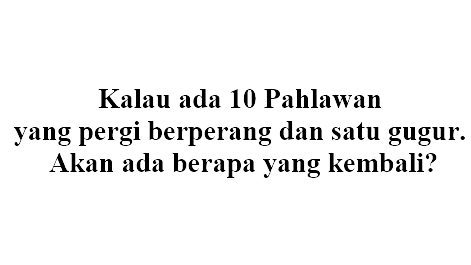 Kalau ada 10 Pahlawan
yang pergi berperang dan satu gugur.
Akan ada berapa yang kembali?